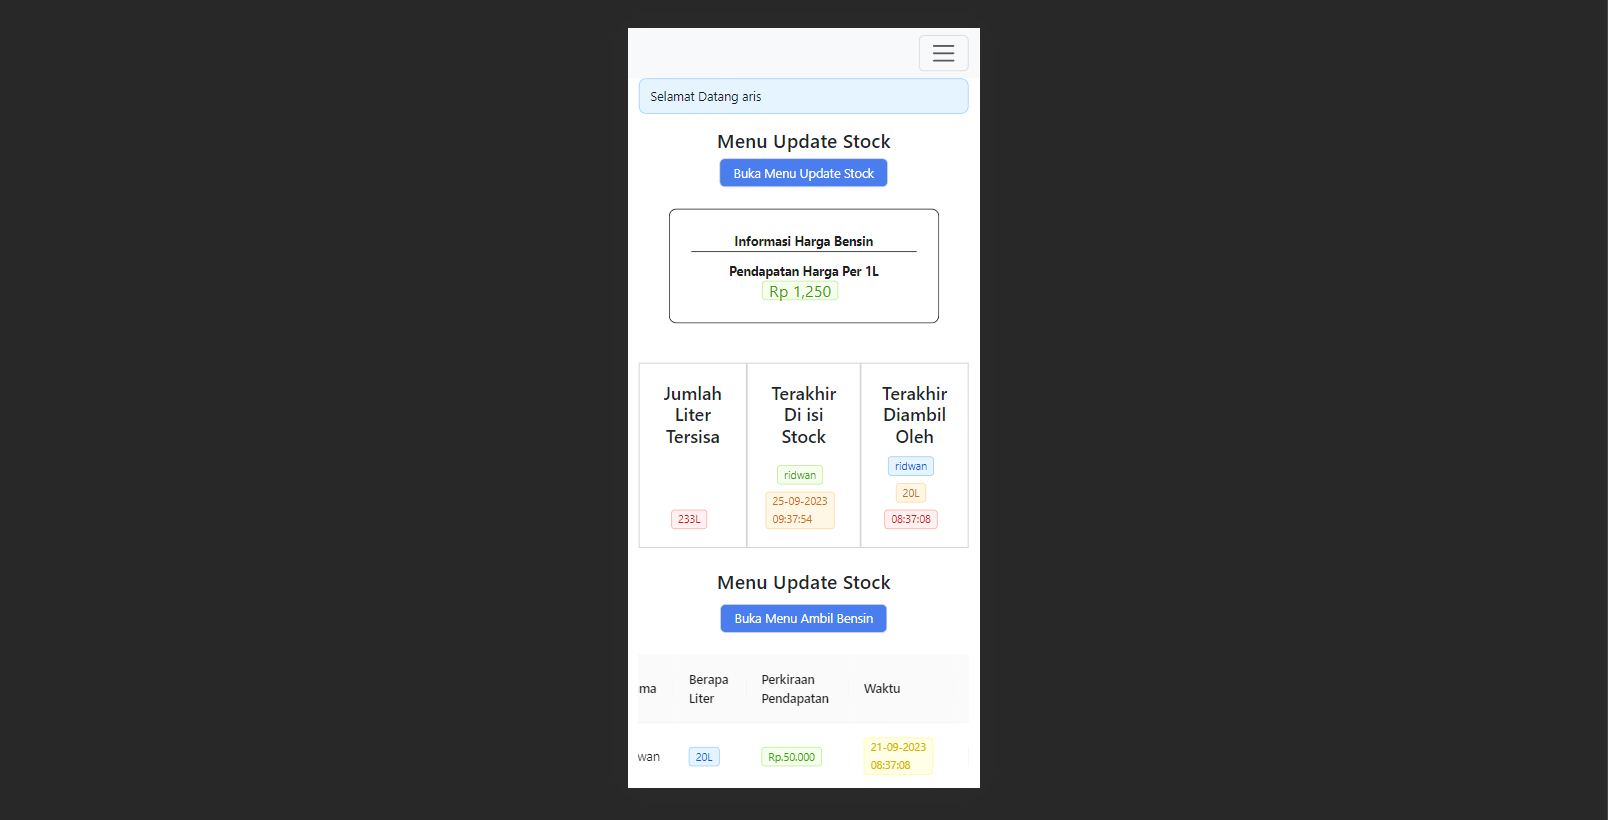 Selamat Datang aris
Menu Update Stock
Buka Menu Update Stock
Informasi Harga Bensin
Pendapatan Harga Per 1L
Rp 1,250
Jumlah
Liter
Tersisa
233L
Terakhir
Di isi
Stock
ridwan
25-09-2023
09:37:54
Terakhir
Diambil
Oleh
ridwan
20L
08:37:08
Menu Update Stock
Buka Menu Ambil Bensin
ma
Berapa
Liter
Perkiraan
Pendapatan
Waktu
wan
20L
Rp.50.000
21-09-2023
08:37:08